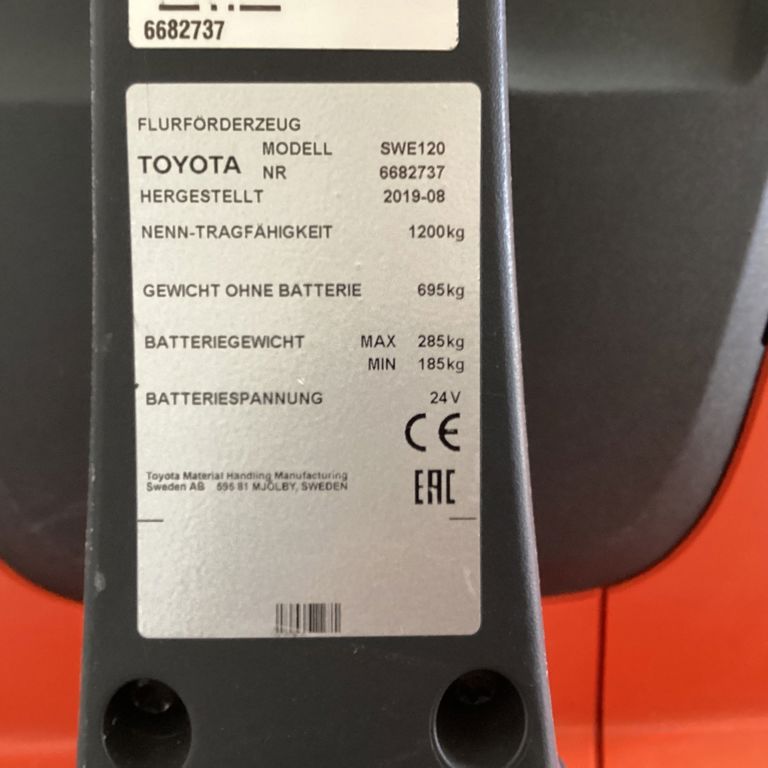 6682737
FLURFÖRDERZEUG
MODELL SWE120
TOYOTA
NR 6682737
HERGESTELLT 2019-08
NENN-TRAGFÄHIGKEIT 1200kg
GEWICHT OHNE BATTERIE 695kg
BATTERIEGEWICHT MAX 285kg
MIN 185kg
BATTERIESPANNUNG 24V
CE
Toyota Material Handling Manufacturing
Sweden AB 595 81 MJÖLBY, SWEDEN
EAC